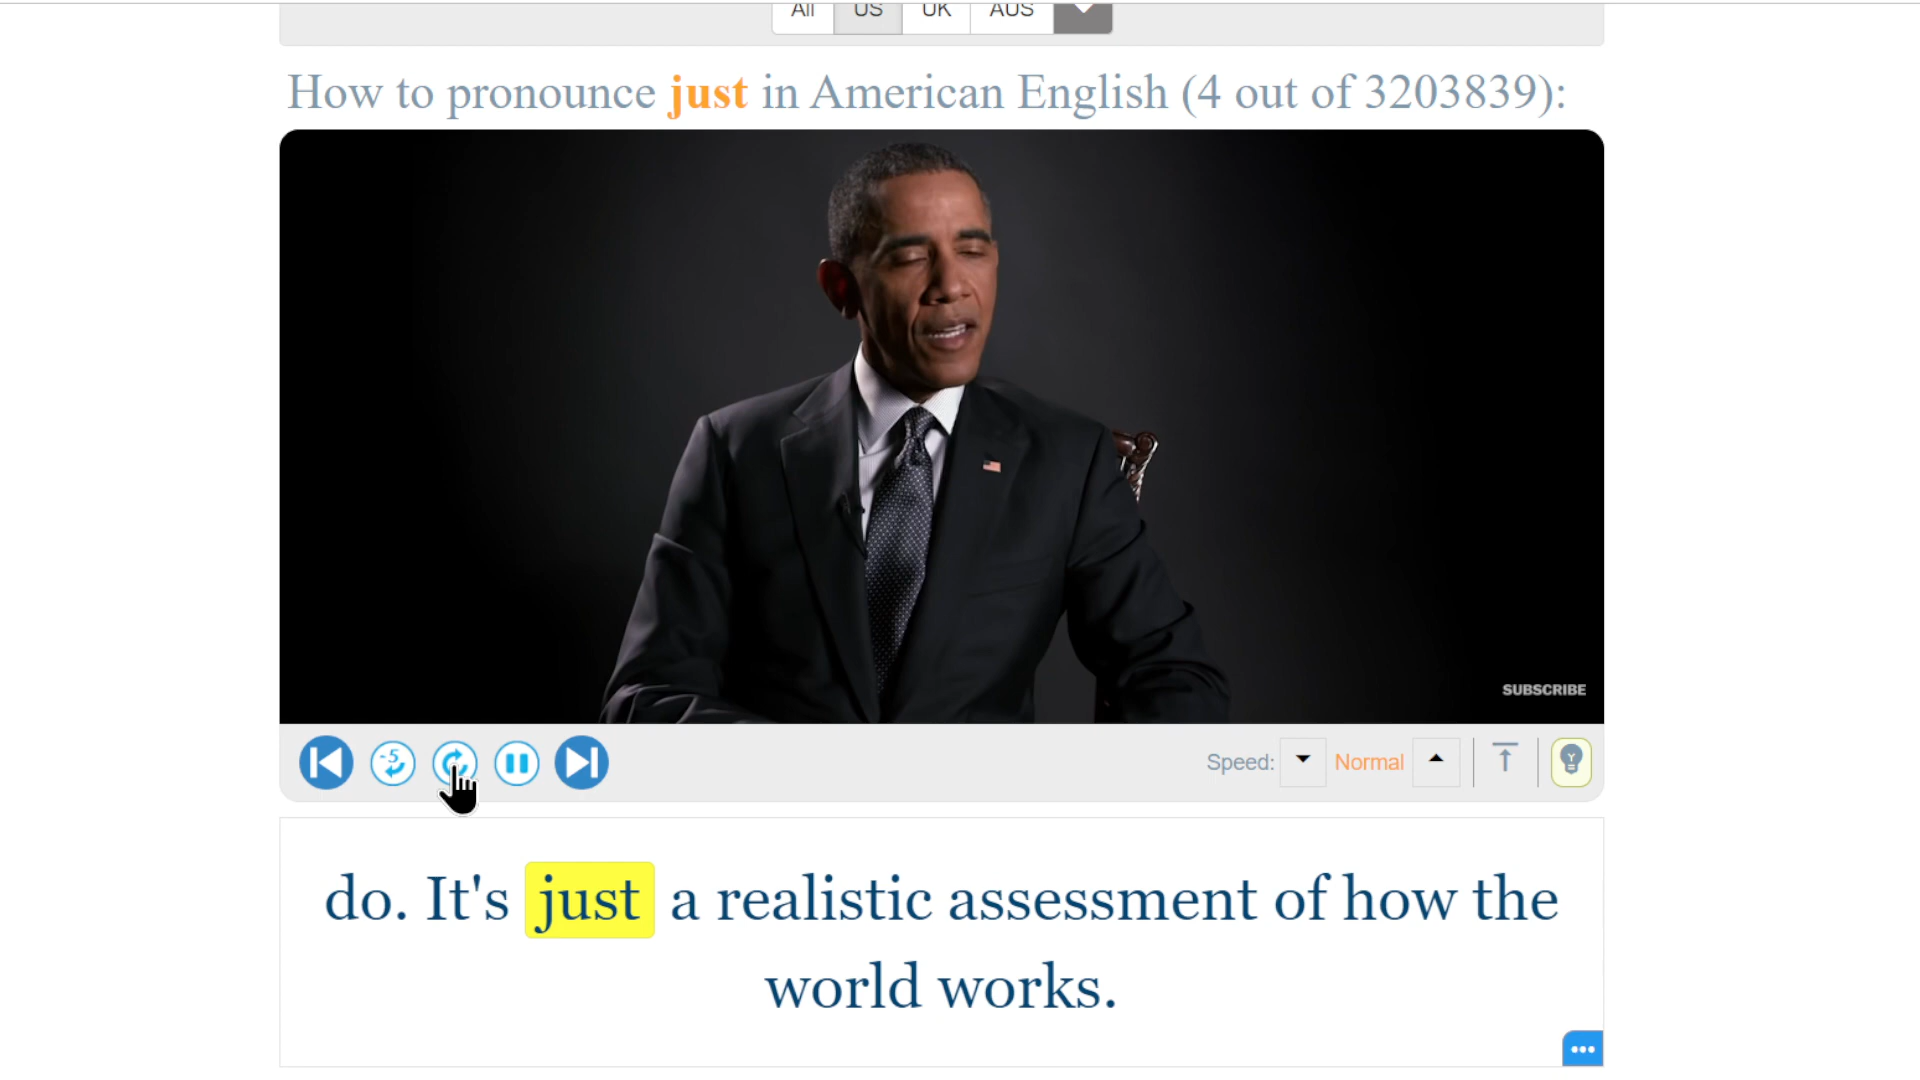 All US UK AUS
How to pronounce just in American English (4 out of 3203839):
SUBSCRIBE
-5 Speed: Normal
do. It's just a realistic assessment of how the
world works.